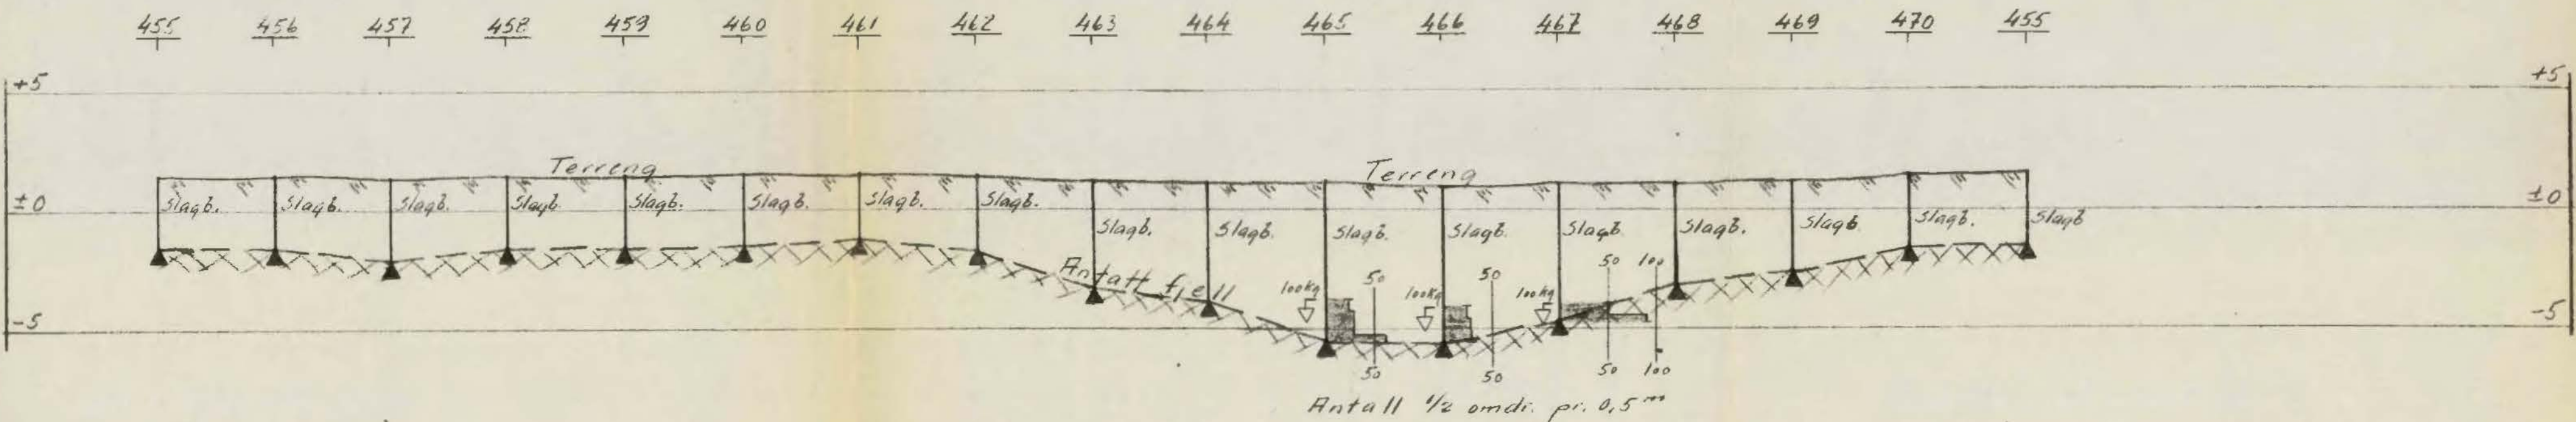 455 456 457 458 459 460 461 462 463 464 465 466 467 468 469 470 455
+5 +5
Terreng Terreng
±0 Slagb. Slagb. Slagb. Slagb. Slagb. Slagb. Slagb. Slagb. ±0
Slagb. Slagb. Slagb. Slagb. Slagb. Slagb. Slagb. Slagb. Slagb
Antatt fjell
50 50 50 100
100kg 100kg 100kg
-5 -5
50 50 50 100
Antall 1/2 omdr. pr. 0,5 m